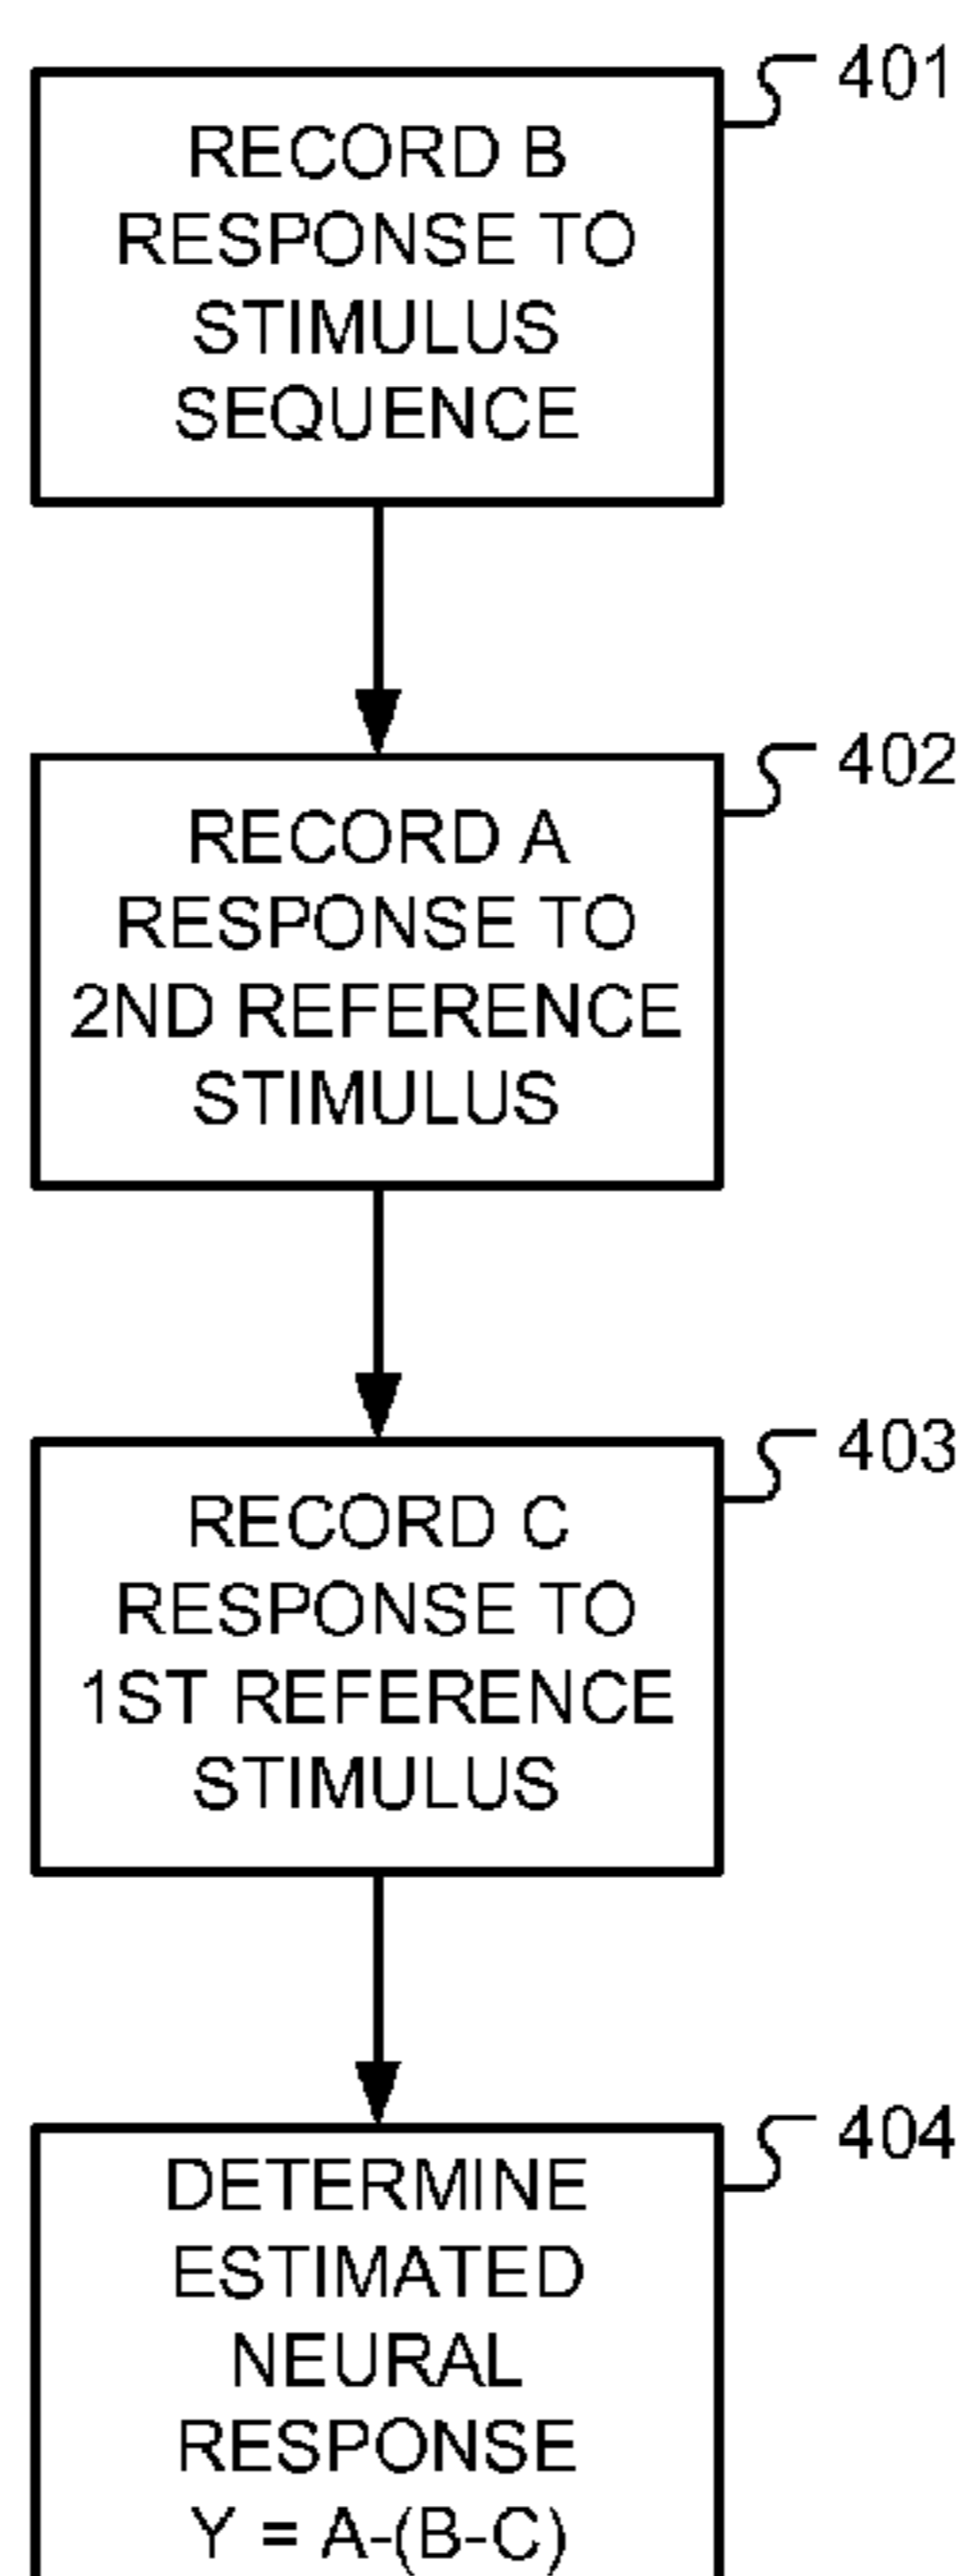 401
RECORD B
RESPONSE TO
STIMULUS
SEQUENCE
402
RECORD A
RESPONSE TO
2ND REFERENCE
STIMULUS
403
RECORD C
RESPONSE TO
1ST REFERENCE
STIMULUS
404
DETERMINE
ESTIMATED
NEURAL
RESPONSE
Y = A-(B-C)